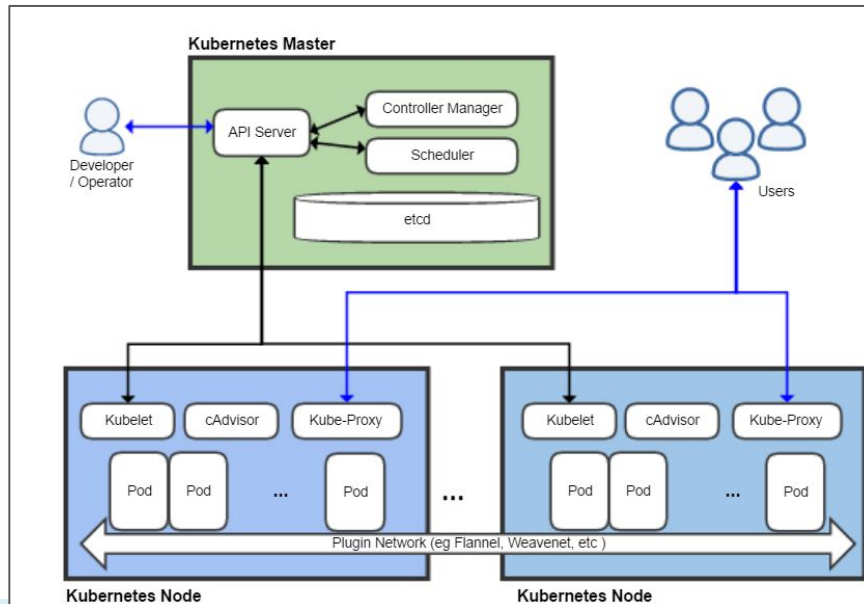 Kubernetes Master
API Server
Controller Manager
Scheduler
etcd
Developer
/ Operator
Users
Kubelet
cAdvisor
Kube-Proxy
Pod
Pod
...
Pod
...
Kubelet
cAdvisor
Kube-Proxy
Pod
Pod
...
Pod
Plugin Network (eg Flannel, Weavenet, etc )
Kubernetes Node
Kubernetes Node